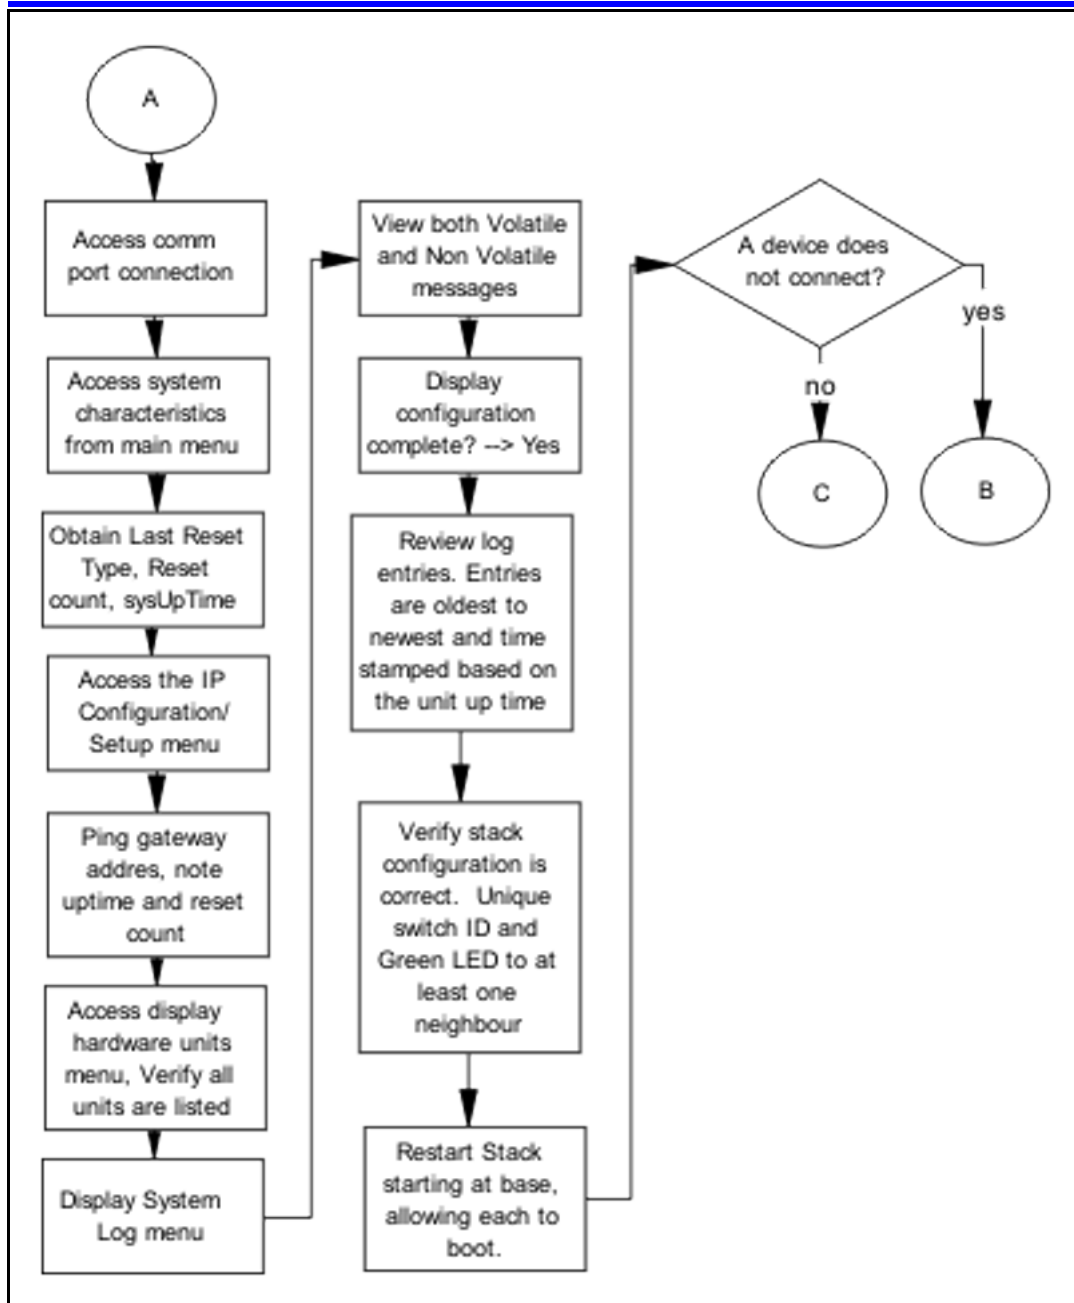 A
Access comm
port connection
Access system
characteristics
from main menu
Obtain Last Reset
Type, Reset
count, sysUpTime
Access the IP
Configuration/
Setup menu
Ping gateway
addres, note
uptime and reset
count
Access display
hardware units
menu, Verify all
units are listed
Display System
Log menu
View both Volatile
and Non Volatile
messages
Display
configuration
complete? --> Yes
Review log
entries. Entries
are oldest to
newest and time
stamped based on
the unit up time
Verify stack
configuration is
correct. Unique
switch ID and
Green LED to at
least one
neighbour
Restart Stack
starting at base,
allowing each to
boot.
A device does
not connect?
yes
no
C
B